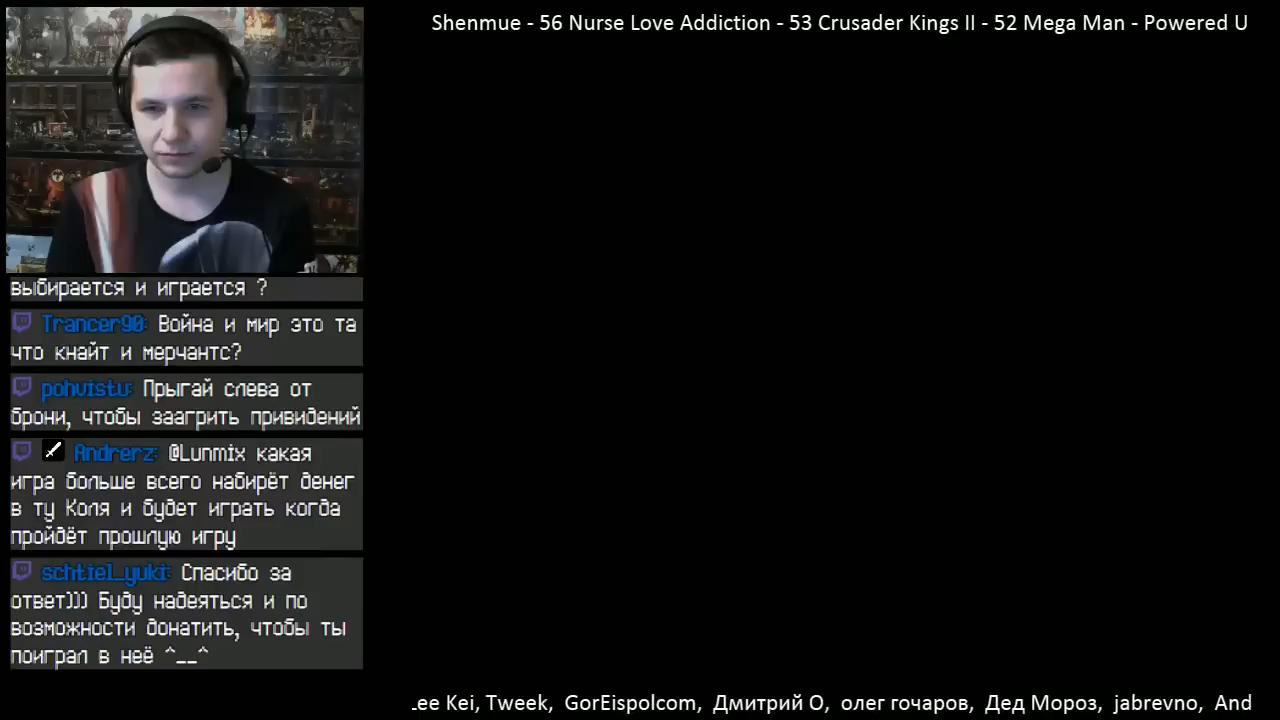 Shenmue - 56 Nurse Love Addiction - 53 Crusader Kings II - 52 Mega Man - Powered U
выбирается и играется ?
Trancer90: Война и мир это та
что кнайт и мерчантс?
pohvistu: Прыгай слева от
брони, чтобы заагрить привидений
Andrerz: @Lunmix какая
игра больше всего набирёт денег
в ту Коля и будет играть когда
пройдёт прошлую игру
schtiel_yuki: Спасибо за
ответ))) Буду надеяться и по
возможности донатить, чтобы ты
поиграл в неё ^__^
ee Kei, Tweek, GorEispolcom, Дмитрий О, олег гочаров, Дед Мороз, jabrevno, And